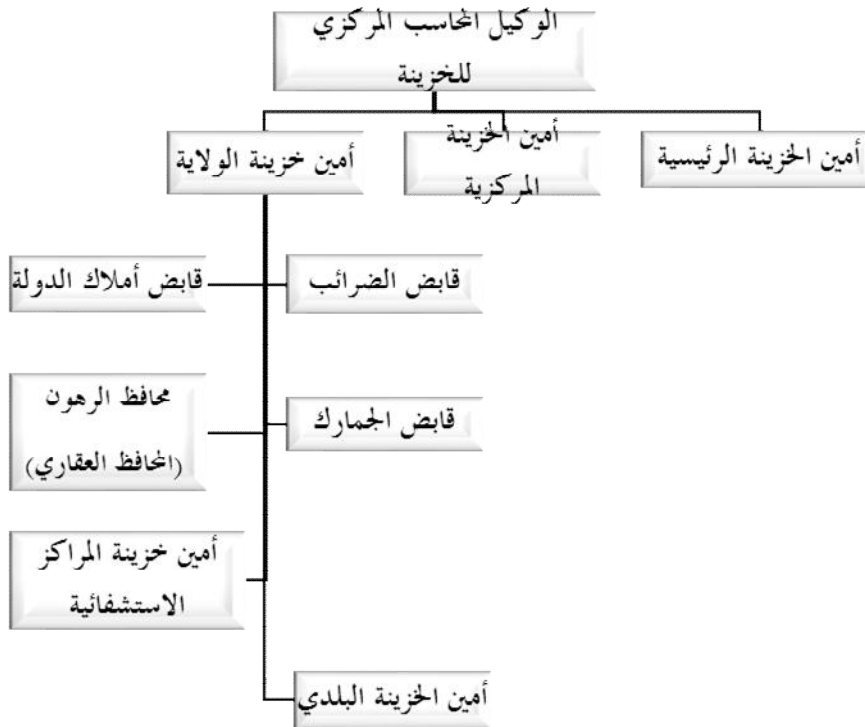 الوكيل المحاسب المركزي
للخزينة
أمين الخزينة الرئيسية
أمين الخزينة
المركزية
أمين خزينة الولاية
قابض الضرائب
قابض أملاك الدولة
قابض الجمارك
محافظ الرهون
(المحافظ العقاري)
أمين خزينة المراكز
الاستشفائية
أمين الخزينة البلدي